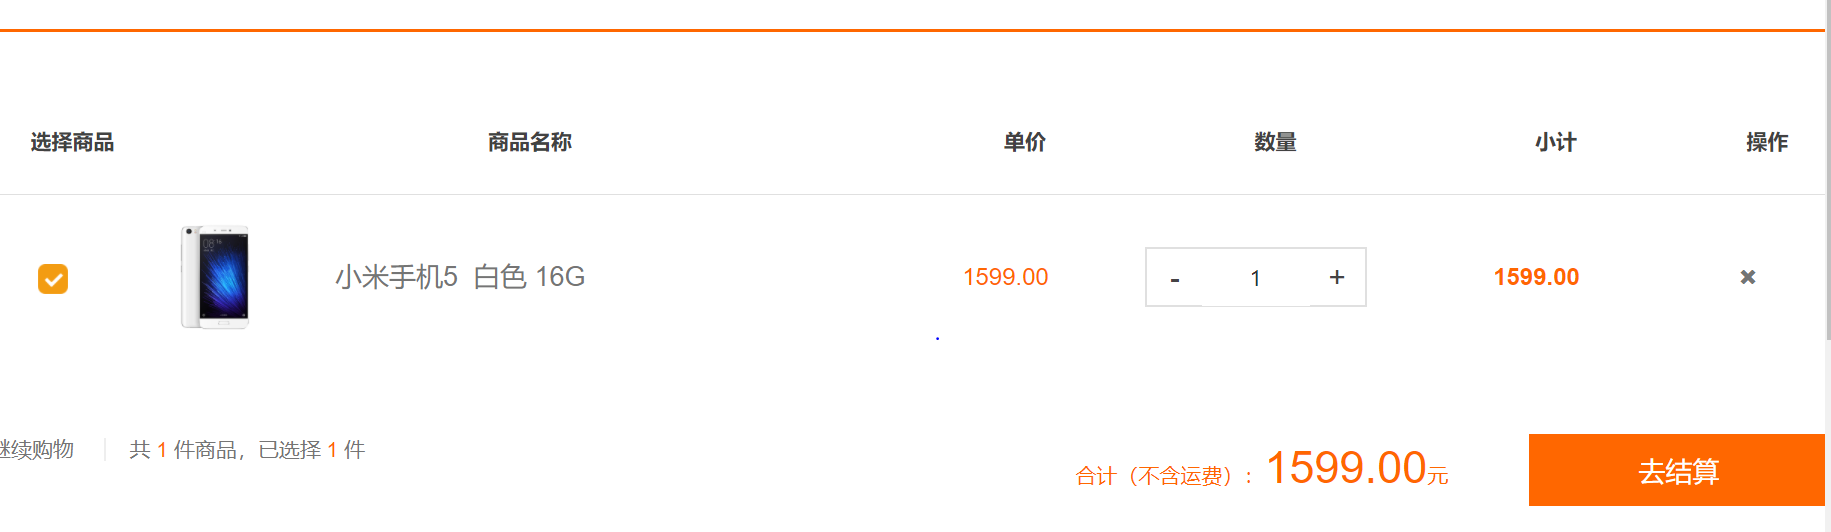 选择商品 商品名称 单价 数量 小计 操作
小米手机5 白色 16G 1599.00 - 1 + 1599.00 ✖
继续购物 共 1 件商品，已选择 1 件
合计（不含运费）：1599.00元 去结算